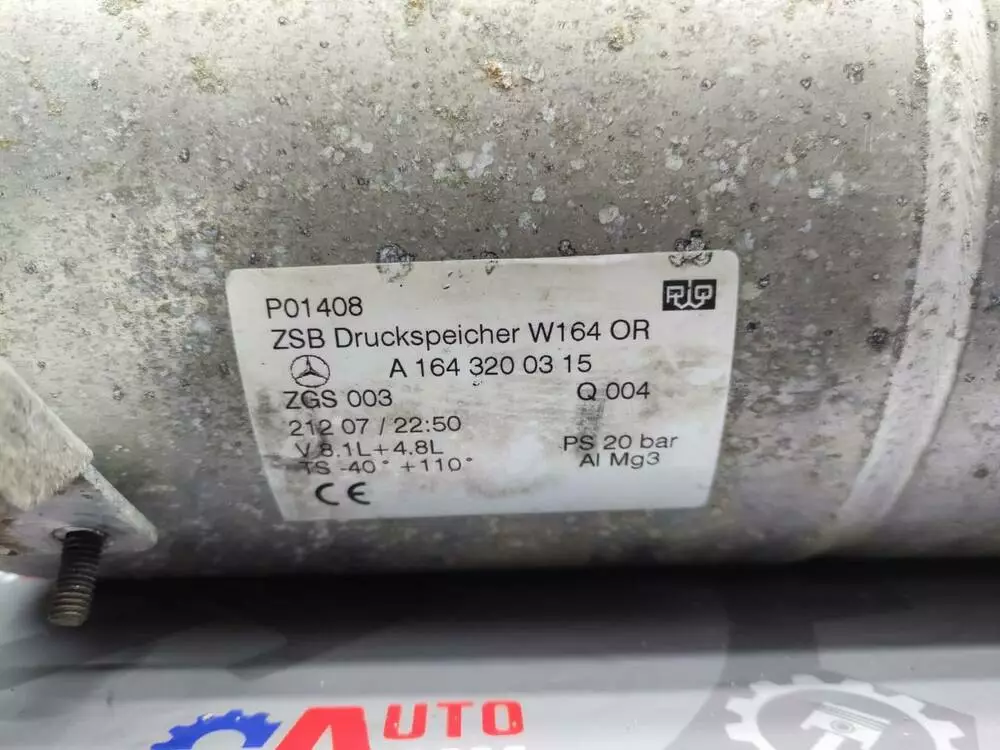 P01408
ZSB Druckspeicher W164 OR
A 164 320 03 15
ZGS 003 Q 004
212 07 / 22:50
V 8.1L+4.8L PS 20 bar
TS -40° +110° Al Mg3
CE
AUTO